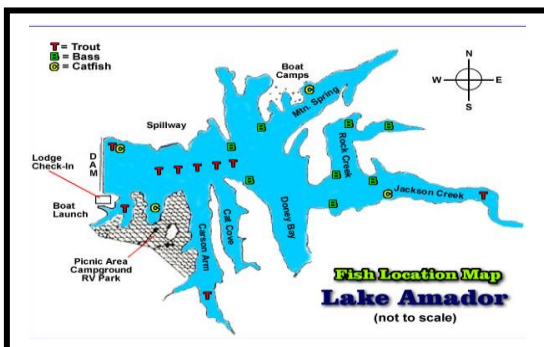 T = Trout
B = Bass
C = Catfish
Boat
Camps
C
Mtn. Spring
N
W
E
S
Spillway
B
B
B
B
T C
Lodge
Check-In
DAM
T T T T T
Rock Creek
B
B
B
C
Jackson Creek
T
Boat
Launch
T
C
B
Carson Arm
Cat Cove
Doney Bay
Picnic Area
Campground
RV Park
T
Fish Location Map
Lake Amador
(not to scale)